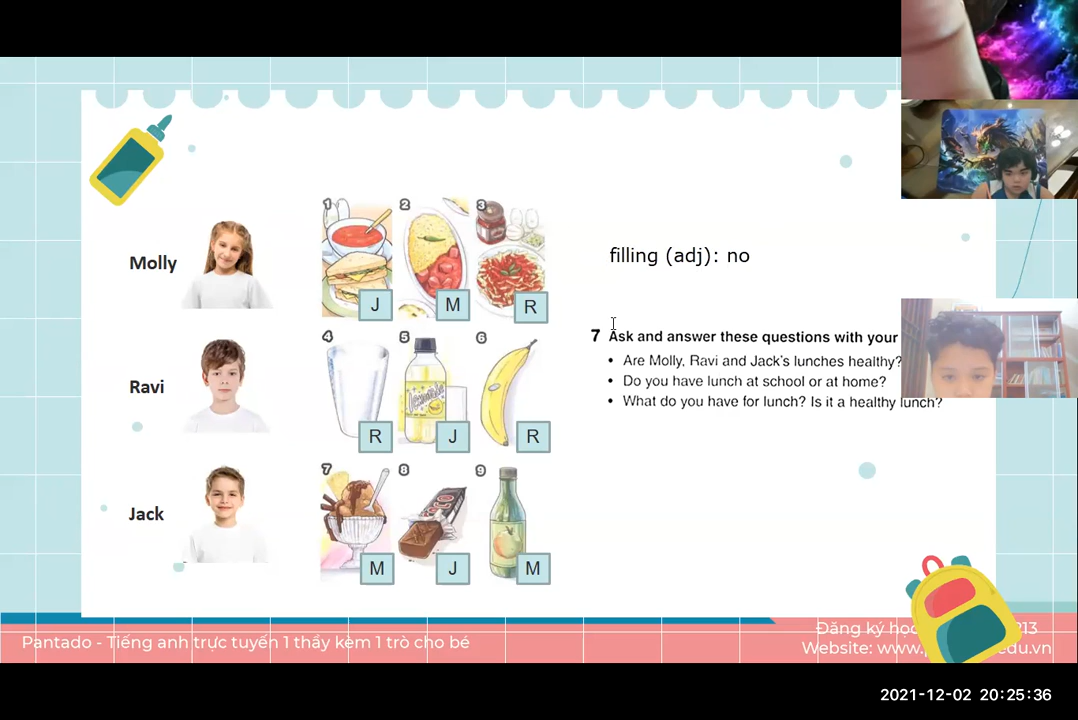 Molly
Ravi
Jack
1
2
3
J
M
R
4
5
6
R
J
R
7
8
9
M
J
M
filling (adj): no
7 Ask and answer these questions with your
• Are Molly, Ravi and Jack's lunches healthy?
• Do you have lunch at school or at home?
• What do you have for lunch? Is it a healthy lunch?
Pantado - Tiếng anh trực tuyến 1 thầy kèm 1 trò cho bé
Đăng ký học
Website: www.
edu.vn
2021-12-02 20:25:36